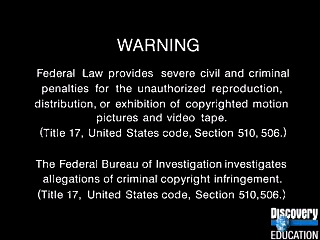 WARNING
Federal Law provides severe civil and criminal
penalties for the unauthorized reproduction,
distribution, or exhibition of copyrighted motion
pictures and video tape.
(Title 17, United States code, Section 510, 506.)
The Federal Bureau of Investigation investigates
allegations of criminal copyright infringement.
(Title 17, United States code, Section 510,506.)
Discovery
EDUCATION